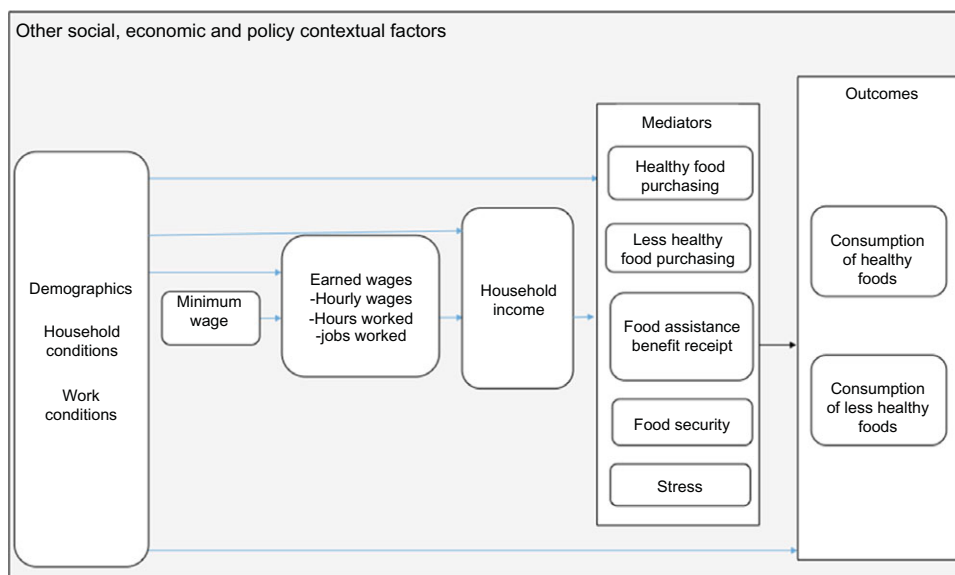 Other social, economic and policy contextual factors
Demographics
Household
conditions
Work
conditions
Minimum
wage
Earned wages
-Hourly wages
-Hours worked
-jobs worked
Household
income
Mediators
Healthy food
purchasing
Less healthy
food purchasing
Food assistance
benefit receipt
Food security
Stress
Outcomes
Consumption
of healthy
foods
Consumption
of less healthy
foods